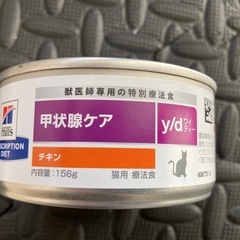 獣医師専用の特別療法食
Hill's
甲状腺ケア
y/d ワイディー
SCRIPTION
DIET
チキン
内容量:156g
猫用 療法食